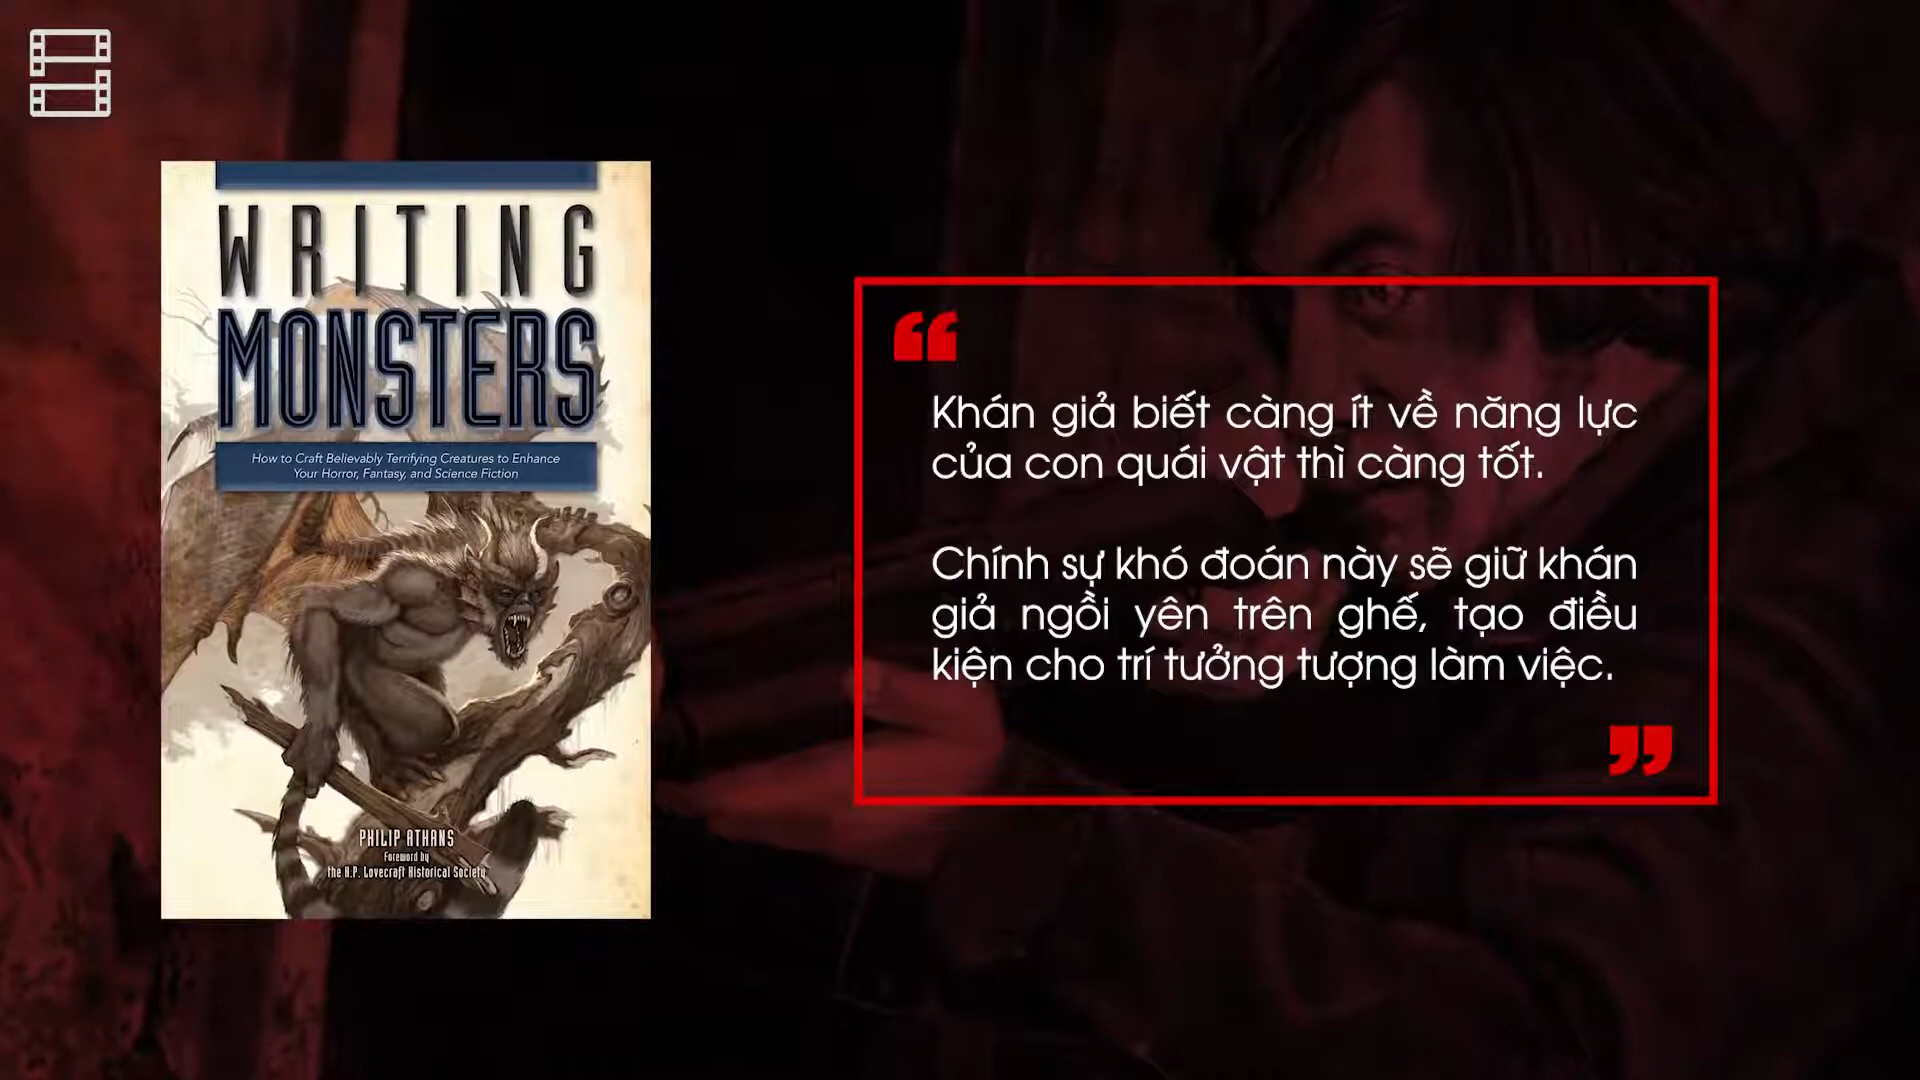 WRITING
MONSTERS
How to Craft Believably Terrifying Creatures to Enhance
Your Horror, Fantasy, and Science Fiction
PHILIP ATHANS
Foreword by
the H.P. Lovecraft Historical Society
“
Khán giả biết càng ít về năng lực
của con quái vật thì càng tốt.
Chính sự khó đoán này sẽ giữ khán
giả ngồi yên trên ghế, tạo điều
kiện cho trí tưởng tượng làm việc.
”